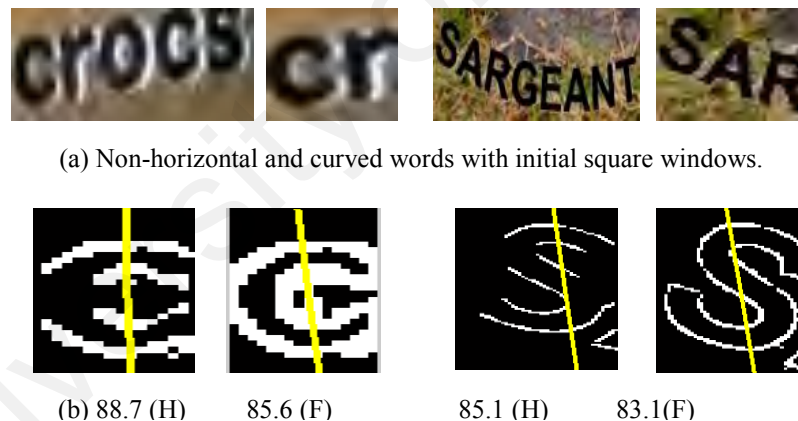 crocs cr SARGEANT SAR
(a) Non-horizontal and curved words with initial square windows.
(b) 88.7 (H) 85.6 (F) 85.1 (H) 83.1(F)